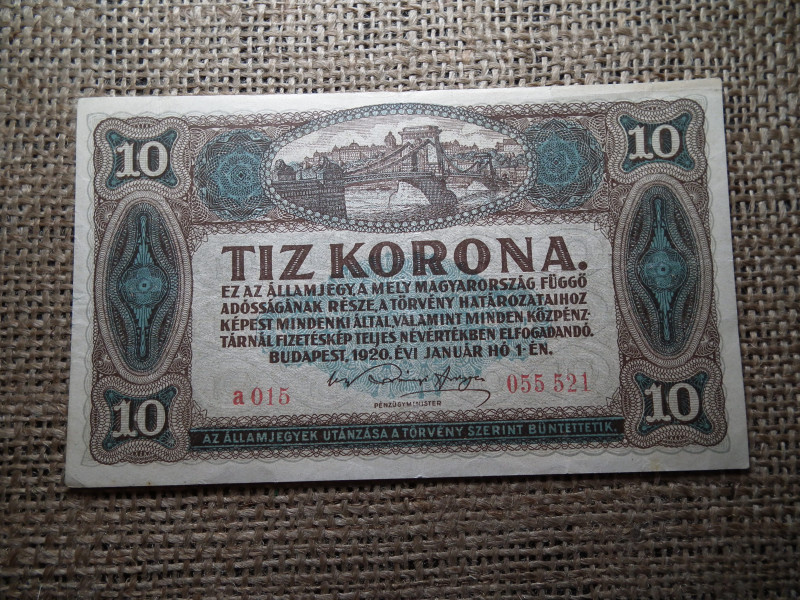 10 10
TIZ KORONA.
EZ AZ ÁLLAMJEGY, A MELY MAGYARORSZÁG FÜGGŐ
ADÓSSÁGÁNAK RÉSZE, A TÖRVÉNY HATÁROZATAIHOZ
KÉPEST MINDENKI ÁLTAL, VALAMINT MINDEN KÖZPÉNZ-
TÁRNÁL FIZETÉSKÉP TELJES NÉVÉRTÉKBEN ELFOGADANDÓ.
BUDAPEST, 1920. ÉVI JANUÁR HÓ 1-ÉN.
a 015 055 521
PÉNZÜGYMINISTER
10 10
AZ ÁLLAMJEGYEK UTÁNZÁSA A TÖRVÉNY SZERINT BÜNTETTETIK.